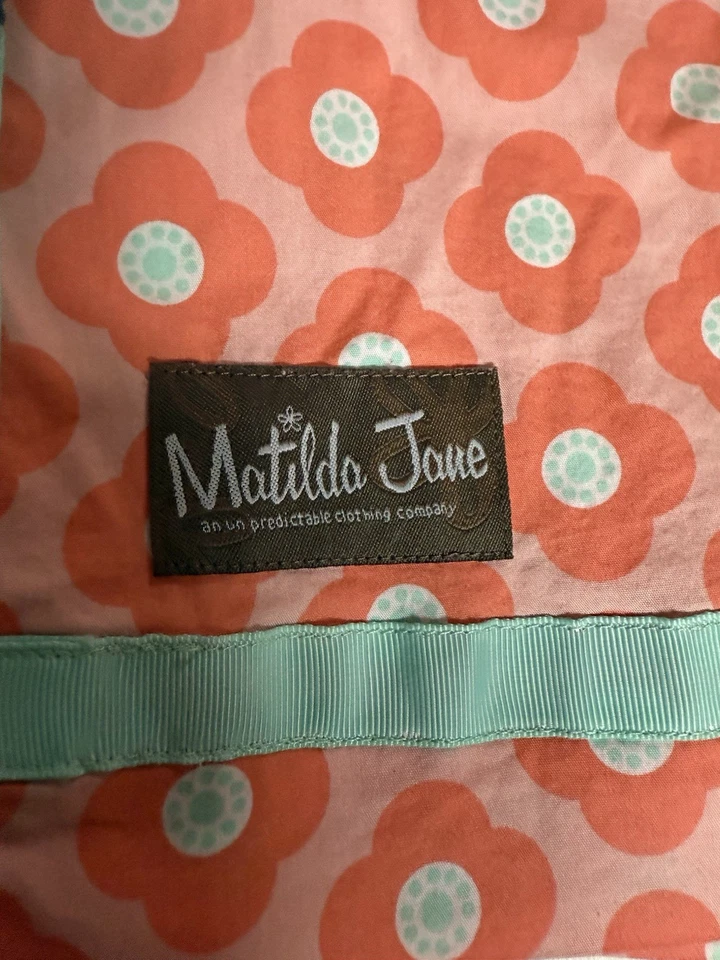 Matilda Jane
an un predictable clothing company